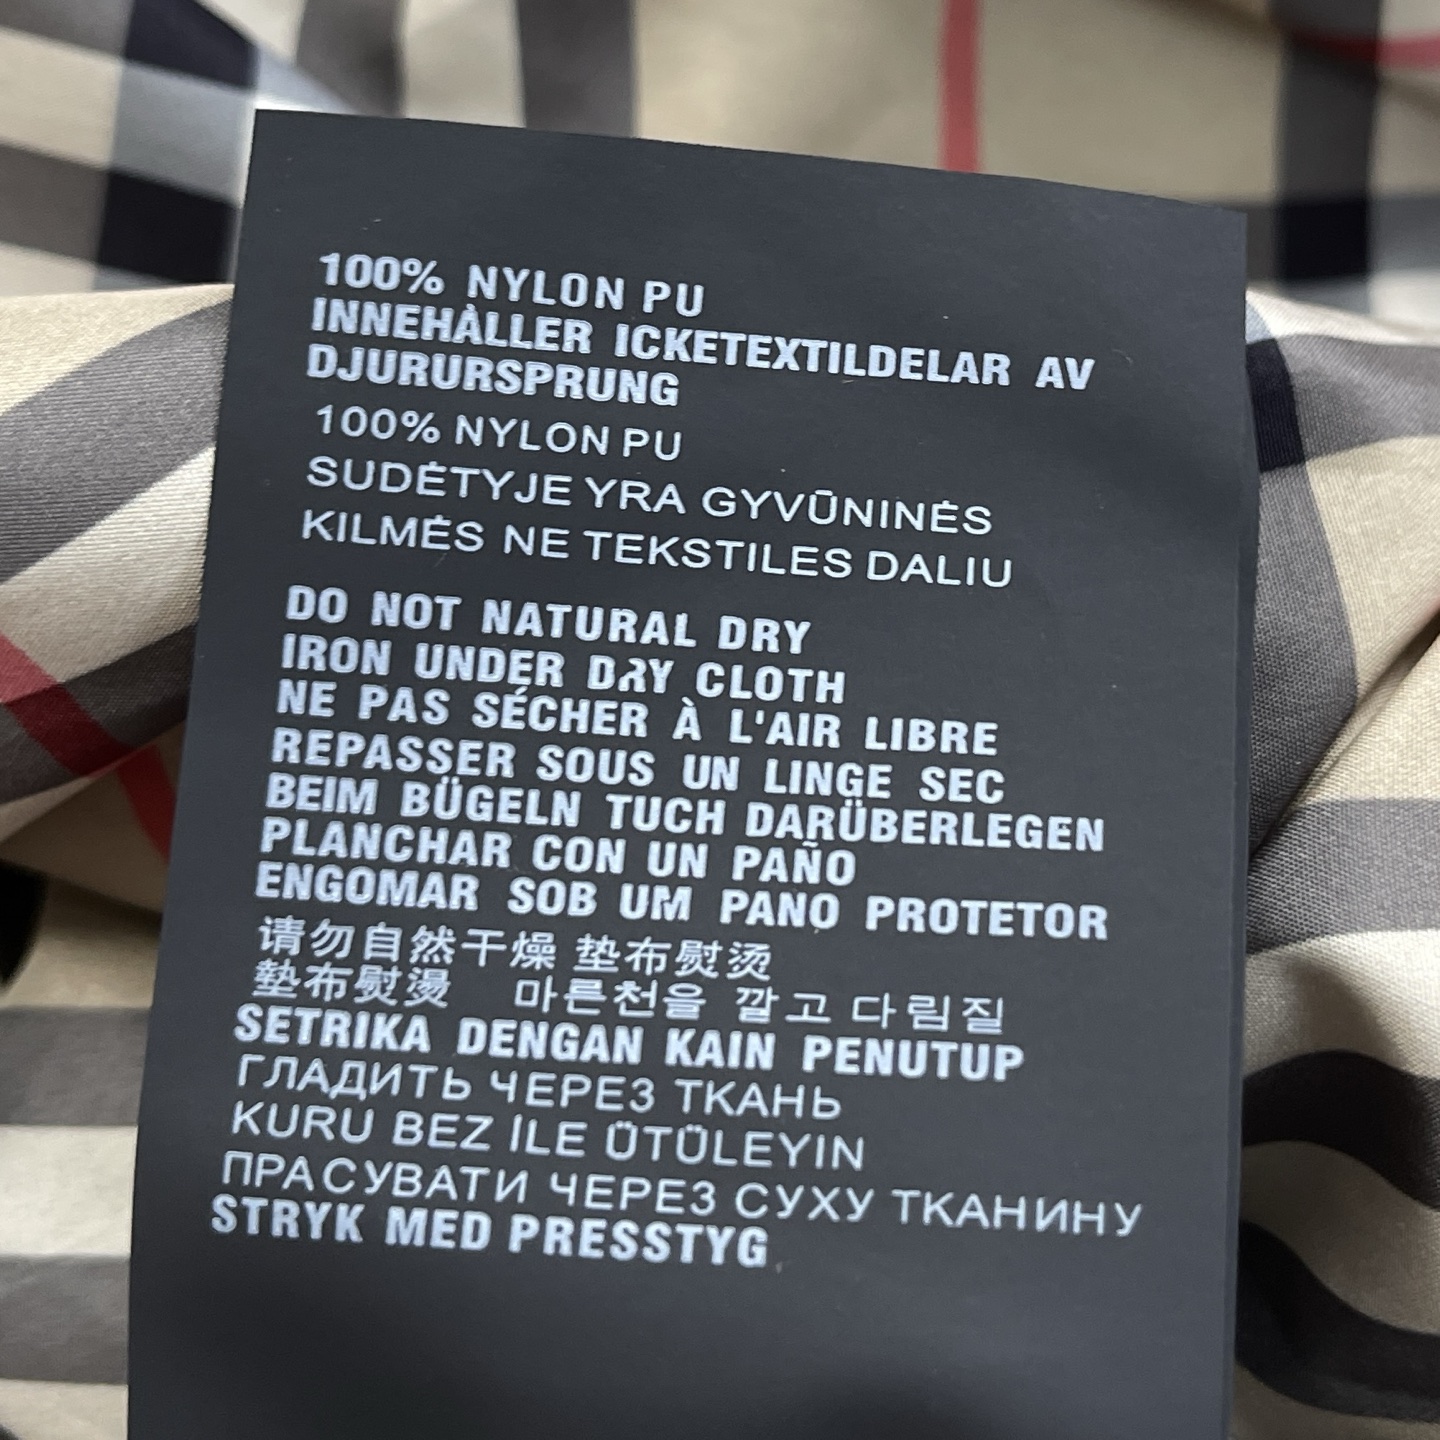 100% NYLON PU
INNEHÀLLER ICKETEXTILDELAR AV
DJURURSPRUNG
100% NYLON PU
SUDĖTYJE YRA GYVŪNINĖS
KILMĖS NE TEKSTILES DALIU
DO NOT NATURAL DRY
IRON UNDER DRY CLOTH
NE PAS SÉCHER À L'AIR LIBRE
REPASSER SOUS UN LINGE SEC
BEIM BÜGELN TUCH DARÜBERLEGEN
PLANCHAR CON UN PAÑO
ENGOMAR SOB UM PANO PROTETOR
请勿自然干燥 垫布熨烫
墊布熨燙 마른천을 깔고 다림질
SETRIKA DENGAN KAIN PENUTUP
ГЛАДИТЬ ЧЕРЕЗ ТКАНЬ
KURU BEZ İLE ÜTÜLEYIN
ПРАСУВАТИ ЧЕРЕЗ СУХУ ТКАНИНУ
STRYK MED PRESSTYG